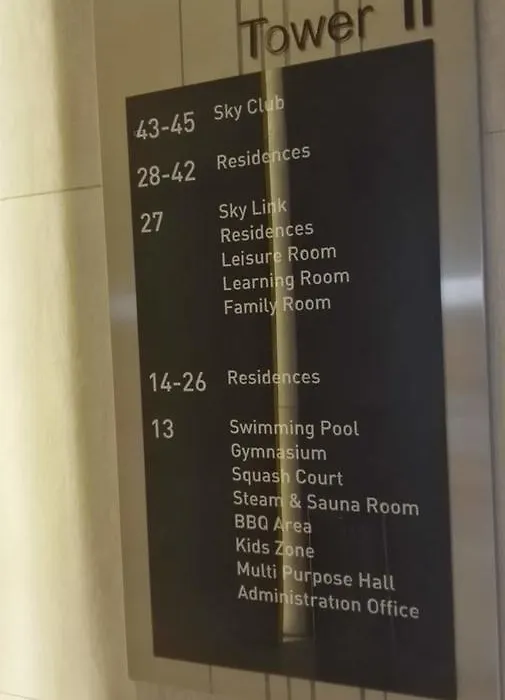 Tower II
43-45 Sky Club
28-42 Residences
27 Sky Link
Residences
Leisure Room
Learning Room
Family Room
14-26 Residences
13 Swimming Pool
Gymnasium
Squash Court
Steam & Sauna Room
BBQ Area
Kids Zone
Multi Purpose Hall
Administration Office